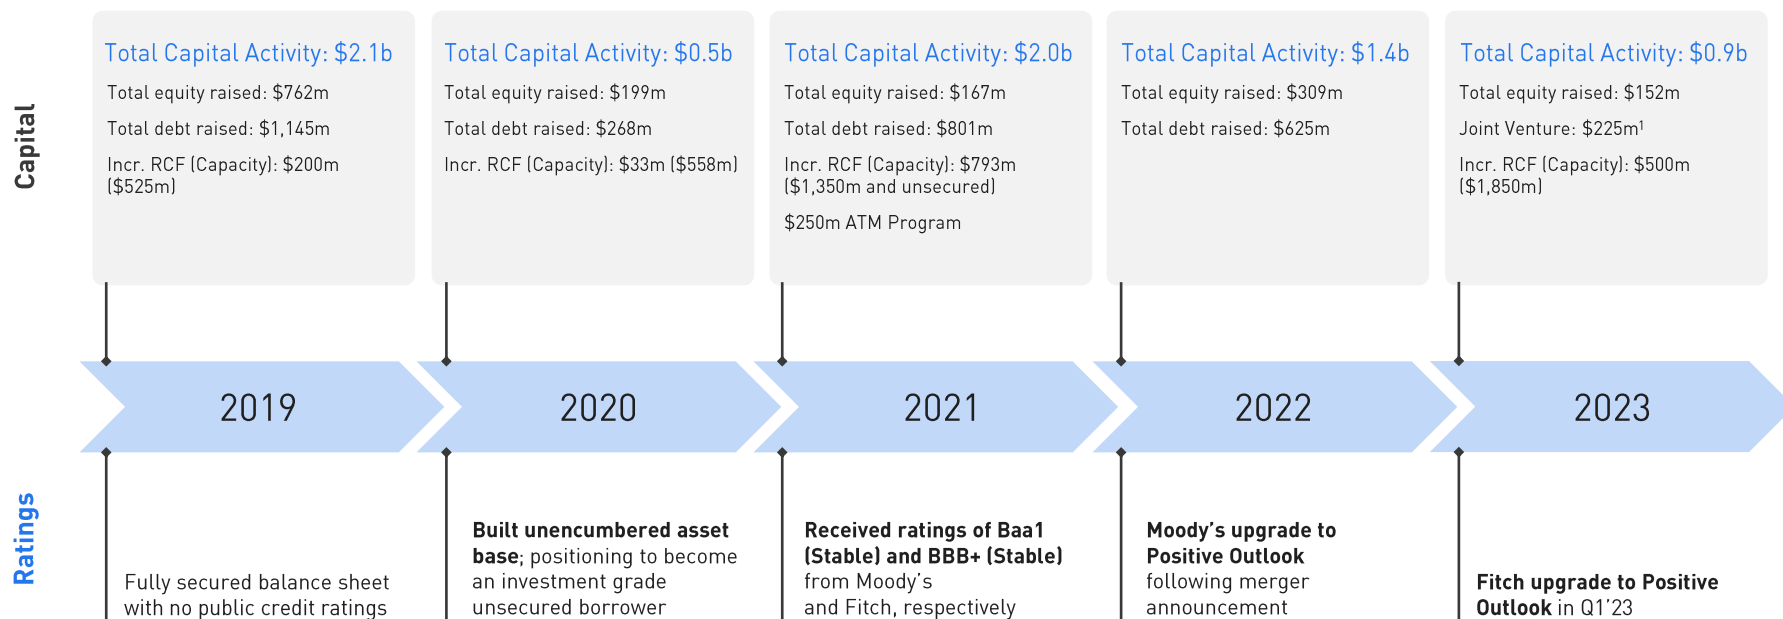 Capital
Total Capital Activity: $2.1b
Total equity raised: $762m
Total debt raised: $1,145m
Incr. RCF (Capacity): $200m
($525m)
Total Capital Activity: $0.5b
Total equity raised: $199m
Total debt raised: $268m
Incr. RCF (Capacity): $33m ($558m)
Total Capital Activity: $2.0b
Total equity raised: $167m
Total debt raised: $801m
Incr. RCF (Capacity): $793m
($1,350m and unsecured)
$250m ATM Program
Total Capital Activity: $1.4b
Total equity raised: $309m
Total debt raised: $625m
Total Capital Activity: $0.9b
Total equity raised: $152m
Joint Venture: $225m¹
Incr. RCF (Capacity): $500m
($1,850m)
2019
2020
2021
2022
2023
Ratings
Fully secured balance sheet
with no public credit ratings
Built unencumbered asset
base; positioning to become
an investment grade
unsecured borrower
Received ratings of Baa1
(Stable) and BBB+ (Stable)
from Moody's
and Fitch, respectively
Moody's upgrade to
Positive Outlook
following merger
announcement
Fitch upgrade to Positive
Outlook in Q1'23